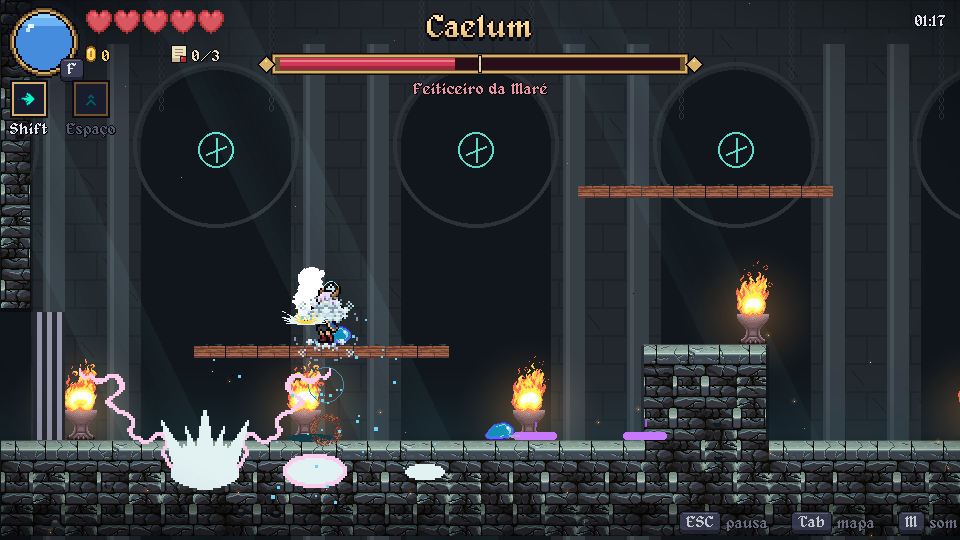 Caelum
01:17
0
0/3
F
Feiticeiro da Maré
Shift
Espaço
ESC pausa
Tab mapa
M som